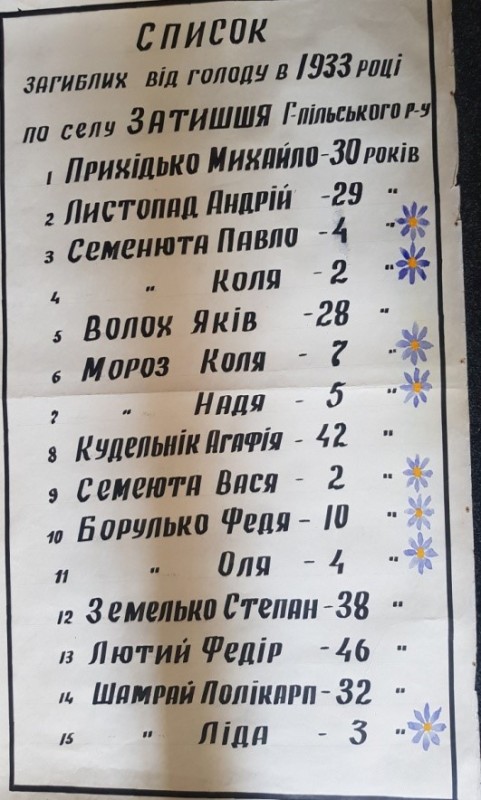 Список
загиблих від голоду в 1933 році
по селу Затишшя Г-пільського р-у
1 Прихідько Михайло - 30 років
2 Листопад Андрій - 29 "
3 Семенюта Павло - 4 "
4 " Коля - 2 "
5 Волох Яків - 28 "
6 Мороз Коля - 7 "
7 " Надя - 5 "
8 Кудельнік Агафія - 42 "
9 Семеюта Вася - 2 "
10 Борулько Федя - 10 "
11 " Оля - 4 "
12 Земелько Степан - 38 "
13 Лютий Федір - 46 "
14 Шамрай Полікарп - 32 "
15 " Ліда - 3 "